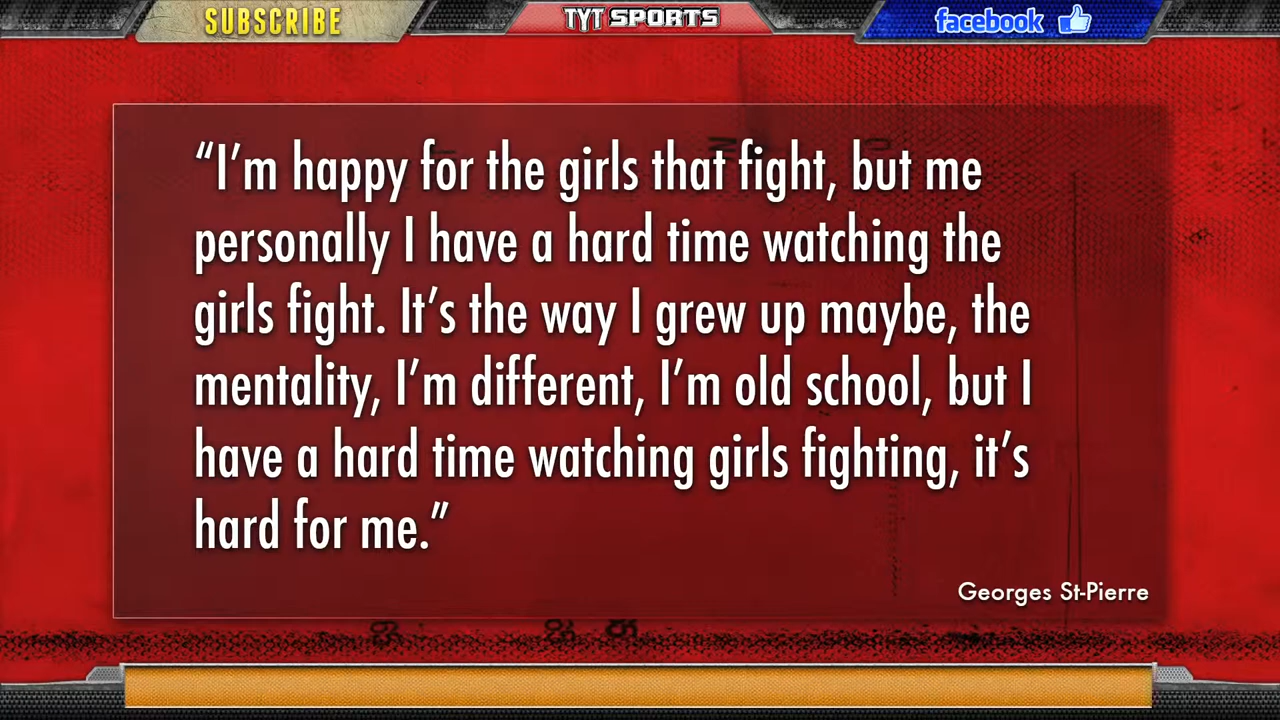 SUBSCRIBE
TYT SPORTS
facebook
“I’m happy for the girls that fight, but me
personally I have a hard time watching the
girls fight. It’s the way I grew up maybe, the
mentality, I’m different, I’m old school, but I
have a hard time watching girls fighting, it’s
hard for me.”
Georges St-Pierre